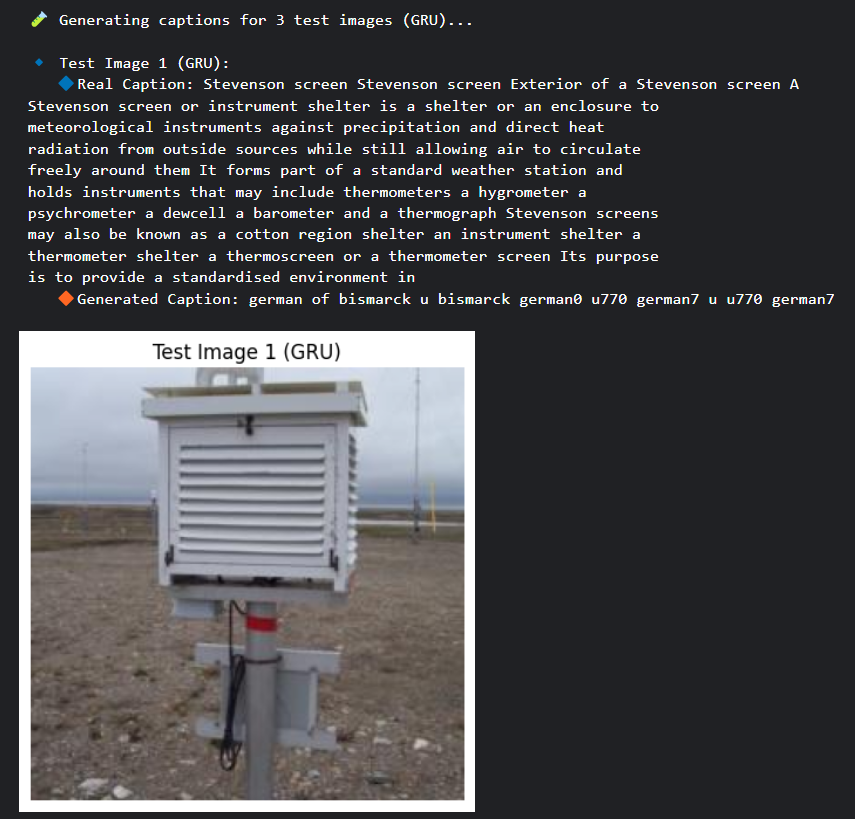 Generating captions for 3 test images (GRU)...
Test Image 1 (GRU):
Real Caption: Stevenson screen Stevenson screen Exterior of a Stevenson screen A
Stevenson screen or instrument shelter is a shelter or an enclosure to
meteorological instruments against precipitation and direct heat
radiation from outside sources while still allowing air to circulate
freely around them It forms part of a standard weather station and
holds instruments that may include thermometers a hygrometer a
psychrometer a dewcell a barometer and a thermograph Stevenson screens
may also be known as a cotton region shelter an instrument shelter a
thermometer shelter a thermoscreen or a thermometer screen Its purpose
is to provide a standardised environment in
Generated Caption: german of bismarck u bismarck german0 u770 german7 u u770 german7
Test Image 1 (GRU)